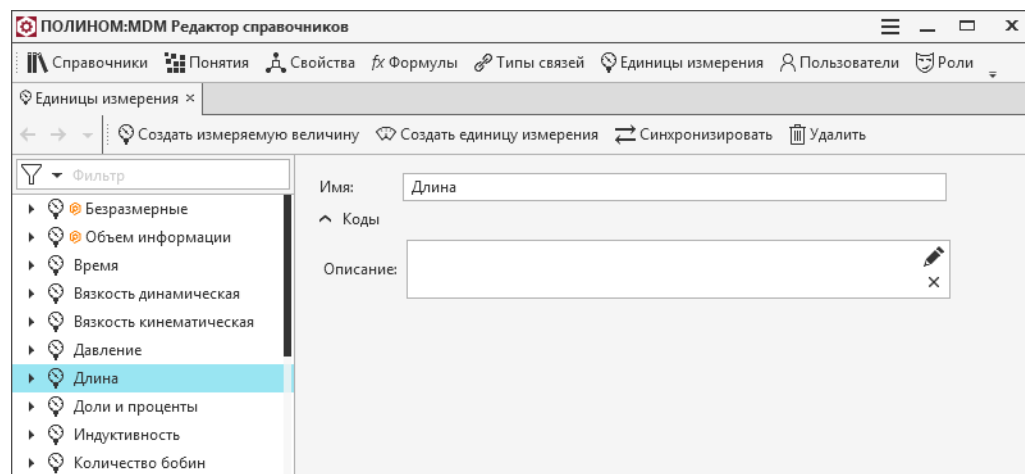 ПОЛИНОМ:MDM Редактор справочников
Справочники Понятия Свойства fx Формулы Типы связей Единицы измерения Пользователи Роли
Единицы измерения ×
Создать измеряемую величину Создать единицу измерения Синхронизировать Удалить
Фильтр
Безразмерные
Объем информации
Время
Вязкость динамическая
Вязкость кинематическая
Давление
Длина
Доли и проценты
Индуктивность
Количество бобин
Имя: Длина
Коды
Описание: